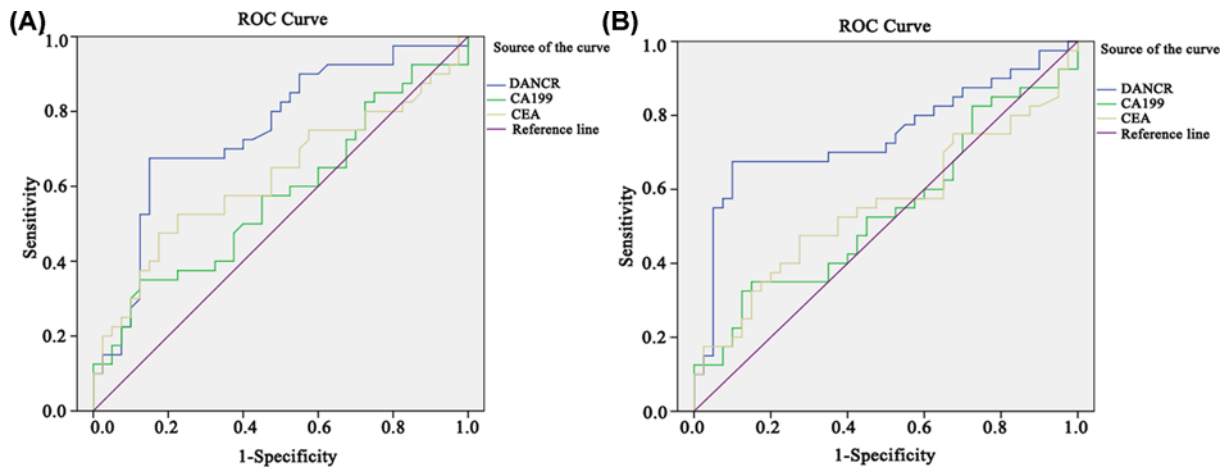 (A)
ROC Curve
Source of the curve
DANCR
CA199
CEA
Reference line
1.0
0.8
0.6
0.4
0.2
0.0
Sensitivity
0.0 0.2 0.4 0.6 0.8 1.0
1-Specificity
(B)
ROC Curve
Source of the curve
DANCR
CA199
CEA
Reference line
1.0
0.8
0.6
0.4
0.2
0.0
Sensitivity
0.0 0.2 0.4 0.6 0.8 1.0
1-Specificity